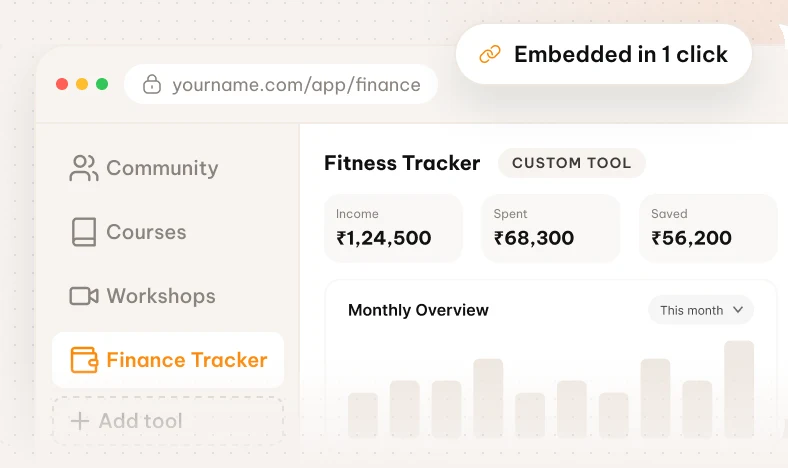 Embedded in 1 click
yourname.com/app/finance
Community
Courses
Workshops
Finance Tracker
Add tool
Fitness Tracker
CUSTOM TOOL
Income
₹1,24,500
Spent
₹68,300
Saved
₹56,200
Monthly Overview
This month